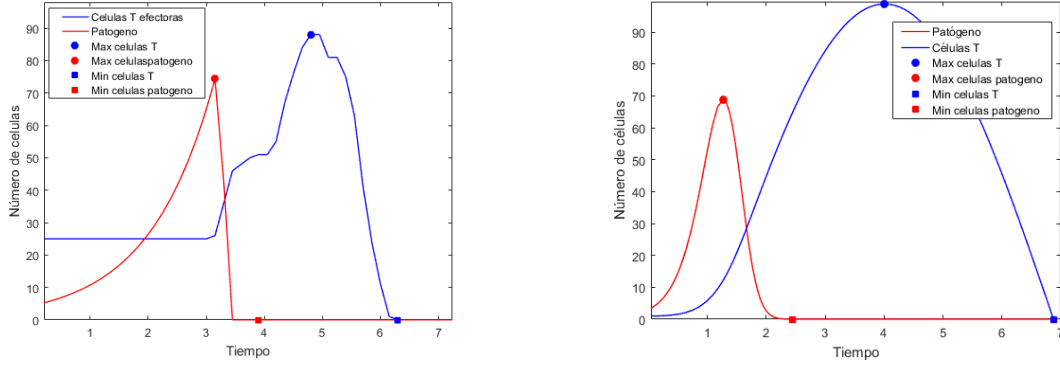 Celulas T efectoras
Patogeno
Max celulas T
Max celulaspatogeno
Min celulas T
Min celulas patogeno
90
80
70
60
50
40
30
20
10
0
Número de celulas
1 2 3 4 5 6 7
Tiempo
Patógeno
Células T
Max celulas T
Max celulas patogeno
Min celulas T
Min celulas patogeno
90
80
70
60
50
40
30
20
10
0
Número de celulas
1 2 3 4 5 6 7
Tiempo